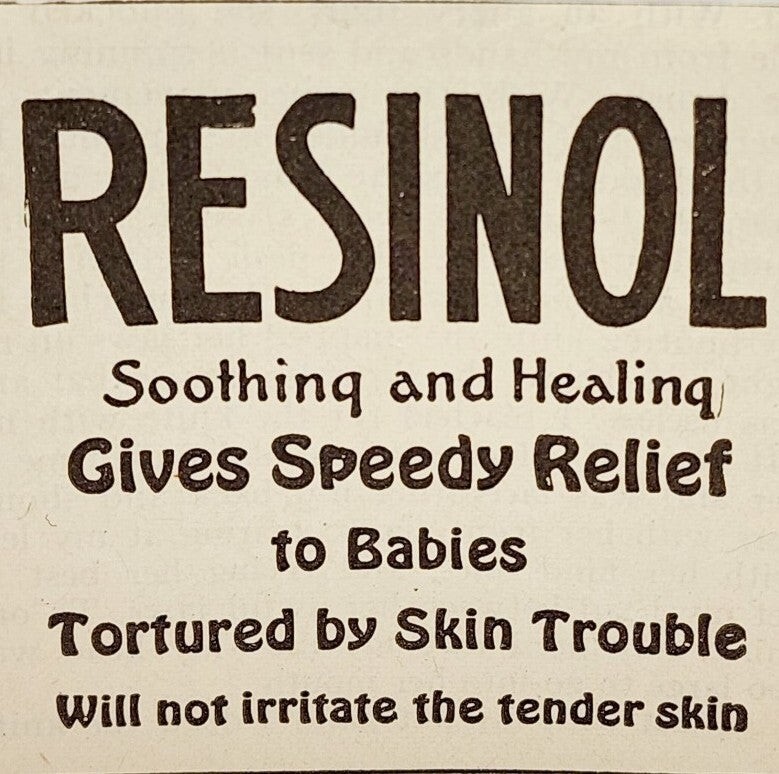 RESINOL
Soothing and Healing
Gives Speedy Relief
to Babies
Tortured by Skin Trouble
Will not irritate the tender skin